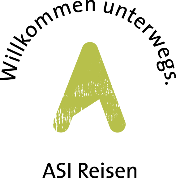 Willkommen unterwegs.
ASI Reisen